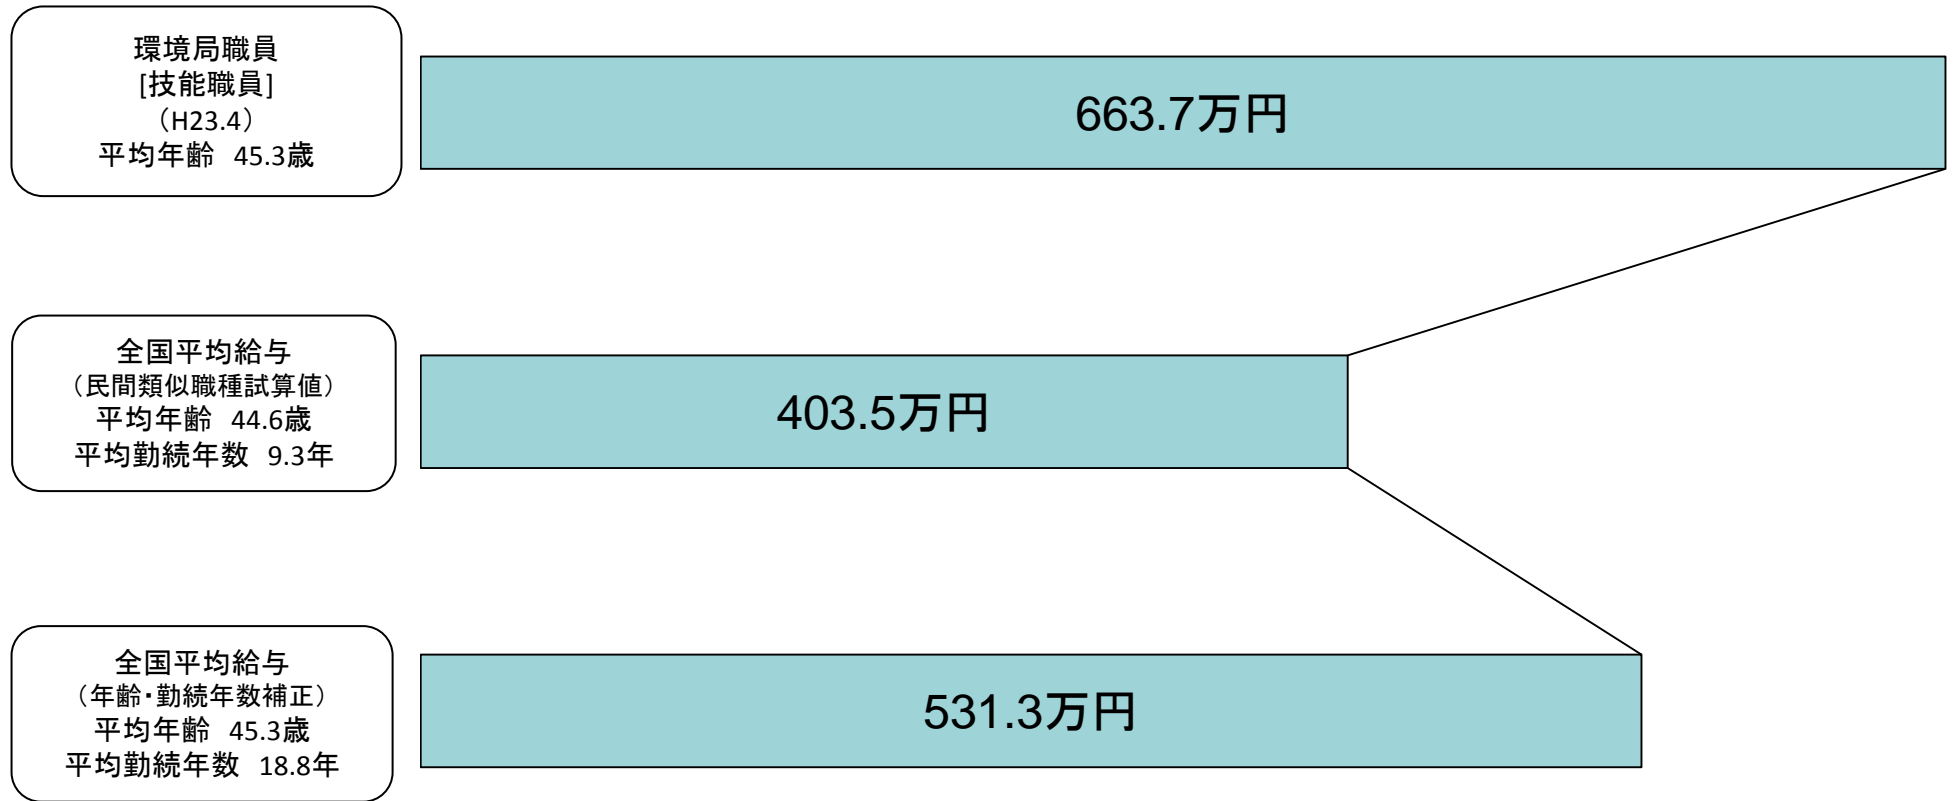 環境局職員
[技能職員]
（H23.4）
平均年齢　45.3歳
663.7万円
全国平均給与
（民間類似職種試算値）
平均年齢　44.6歳
平均勤続年数　9.3年
403.5万円
全国平均給与
（年齢・勤続年数補正）
平均年齢　45.3歳
平均勤続年数　18.8年
531.3万円